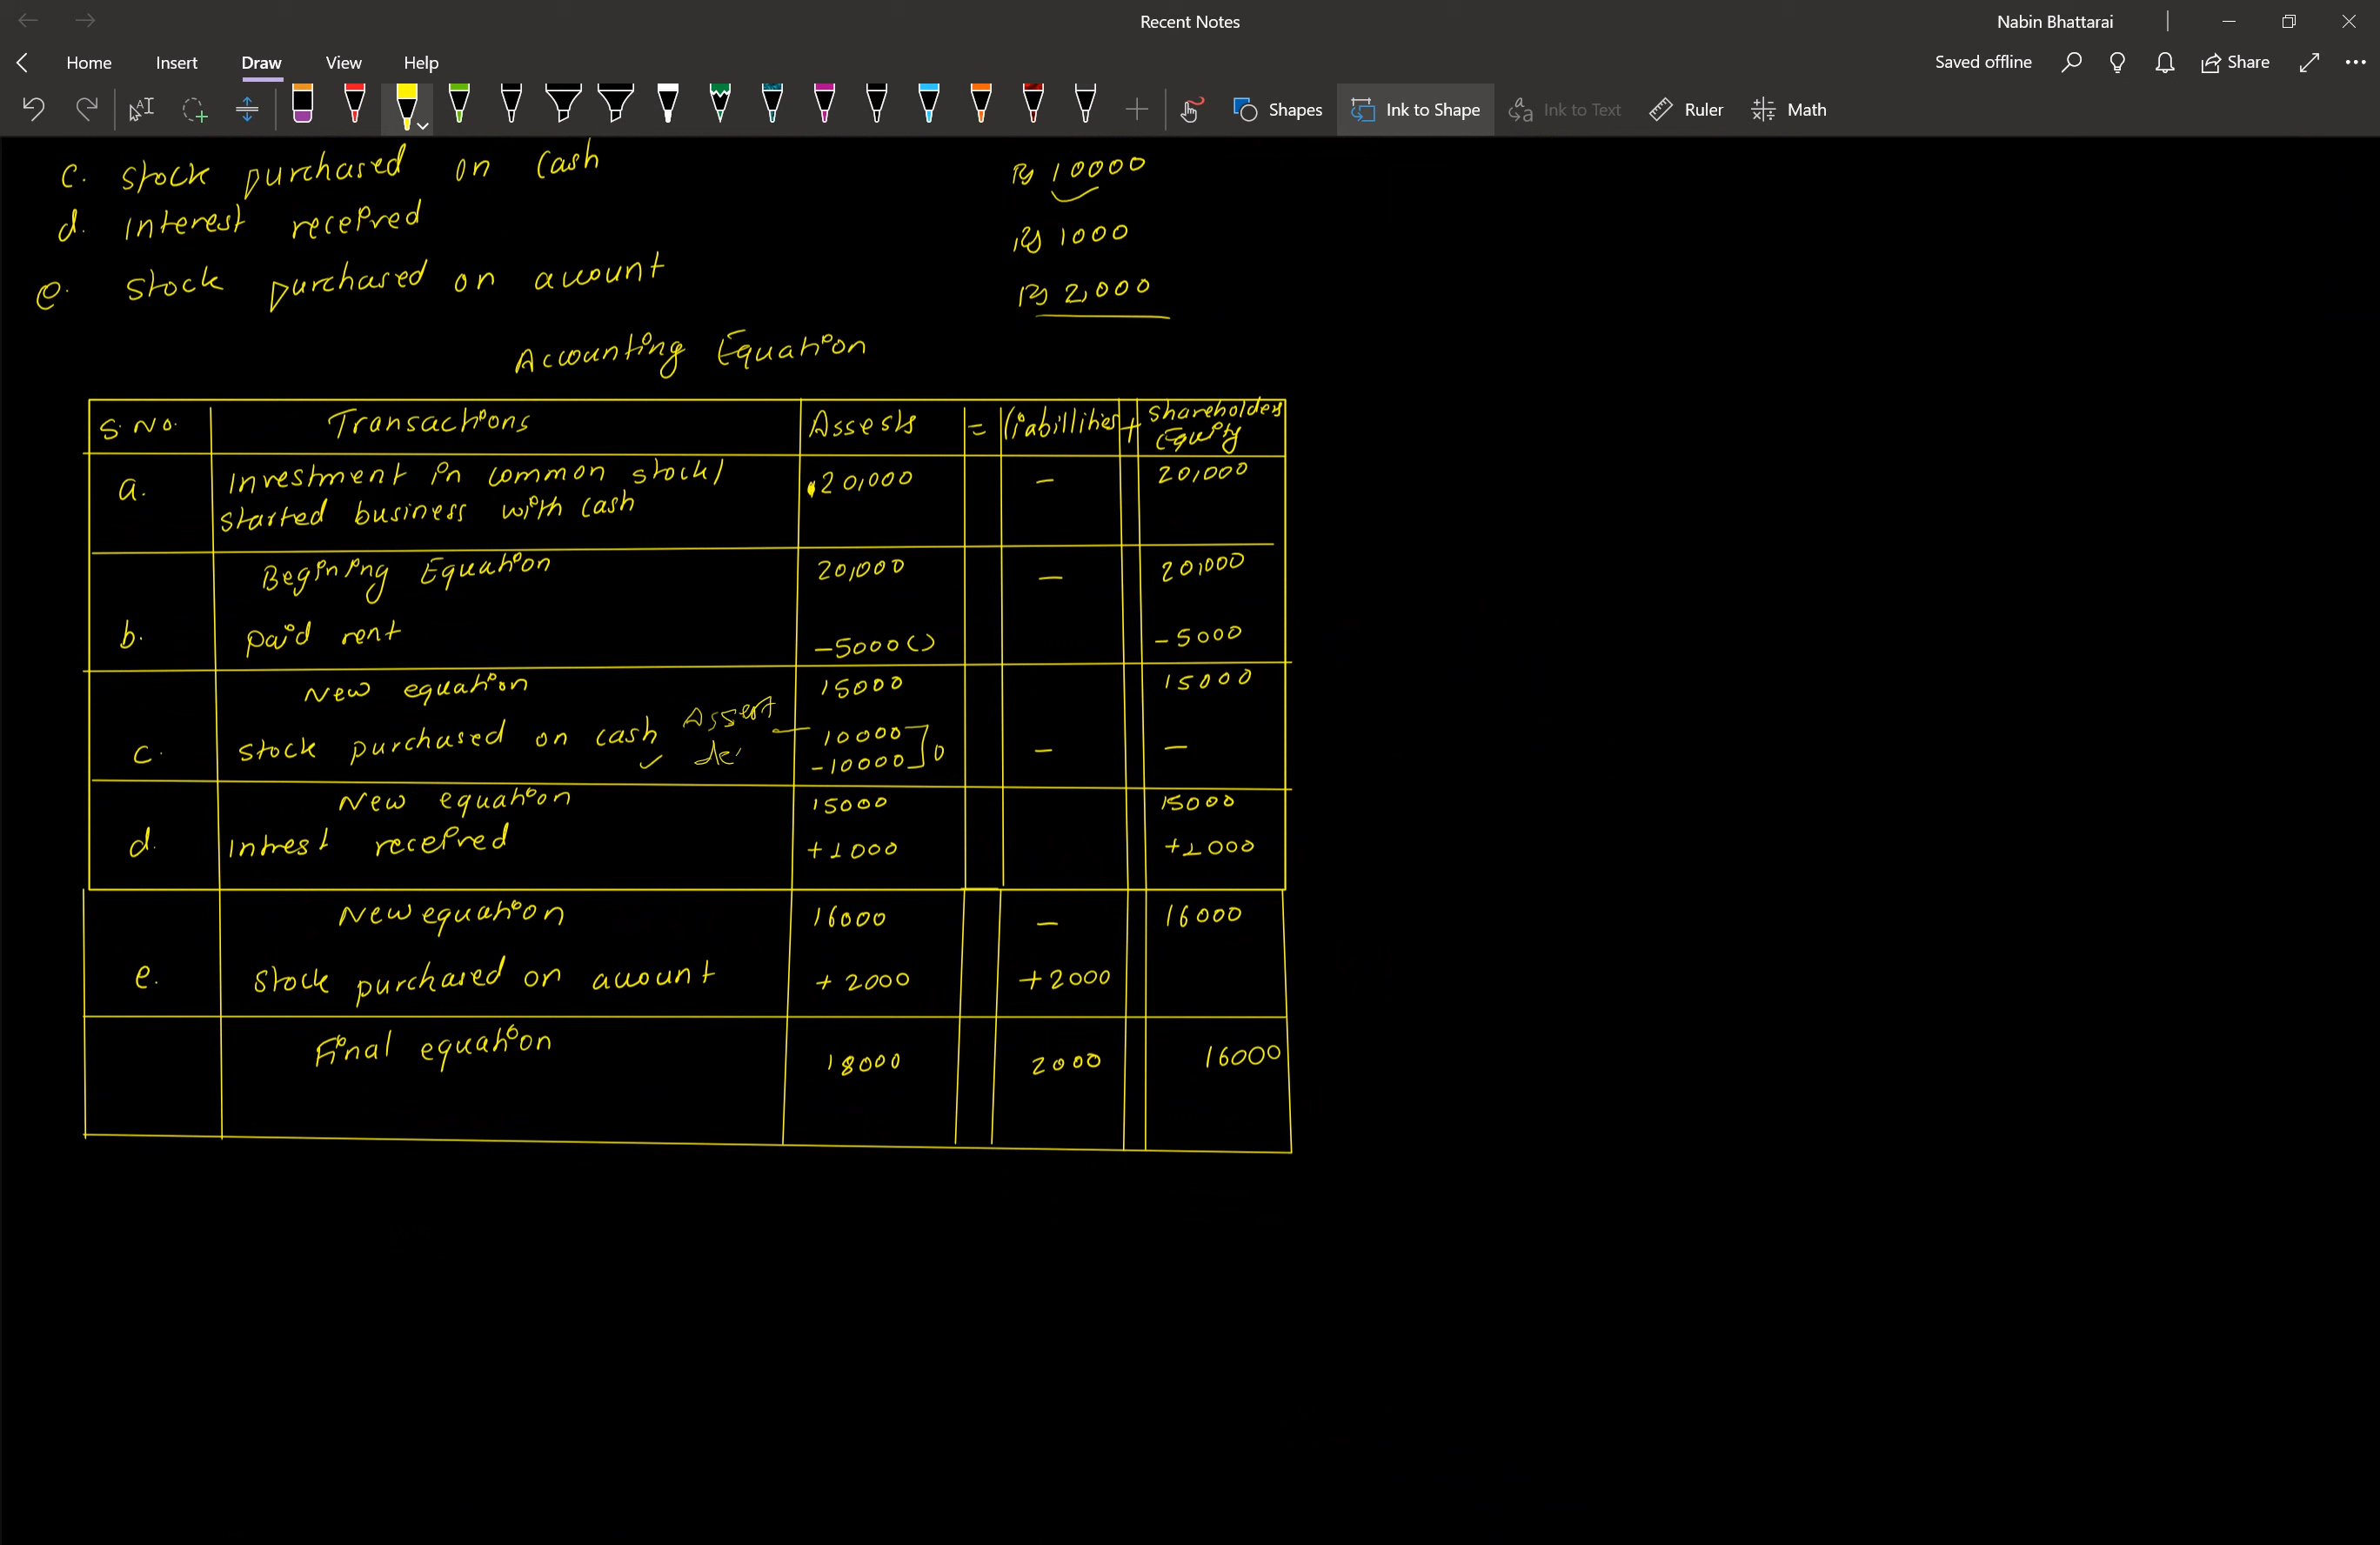 Recent Notes
Nabin Bhattarai
Home Insert Draw View Help
Saved offline
Share
Shapes
Ink to Shape
Ink to Text
Ruler
Math
c. stock purchased on cash Rs 10000
d. interest received Rs 1000
e. stock purchased on account Rs 2,000
Accounting Equation
S.No. Transactions Assests = Liabillities + Shareholders Equity
a. Investment in common stock/ 20,000 - 20,000
started business with cash
Begining Equation 20,000 - 20,000
b. paid rent -5000() -5000
New equation 15000 15000
c. stock purchased on cash Assert 10000 ] 0 - -
-10000
New equation 15000 15000
d. Intrest received +1000 +1000
New equation 16000 - 16000
e. Stock purchased on account +2000 +2000
Final equation 18000 2000 16000